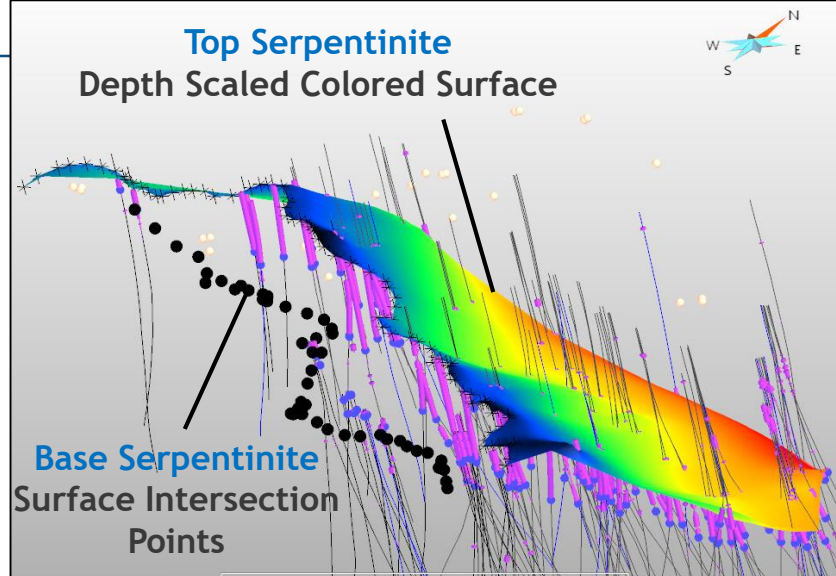 Top Serpentinite
Depth Scaled Colored Surface
N
W
E
S
Base Serpentinite
Surface Intersection
Points